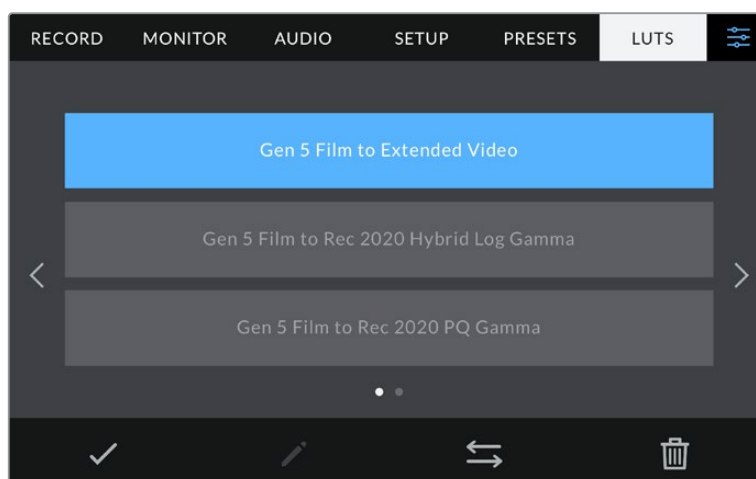 RECORD MONITOR AUDIO SETUP PRESETS LUTS
Gen 5 Film to Extended Video
Gen 5 Film to Rec 2020 Hybrid Log Gamma
Gen 5 Film to Rec 2020 PQ Gamma